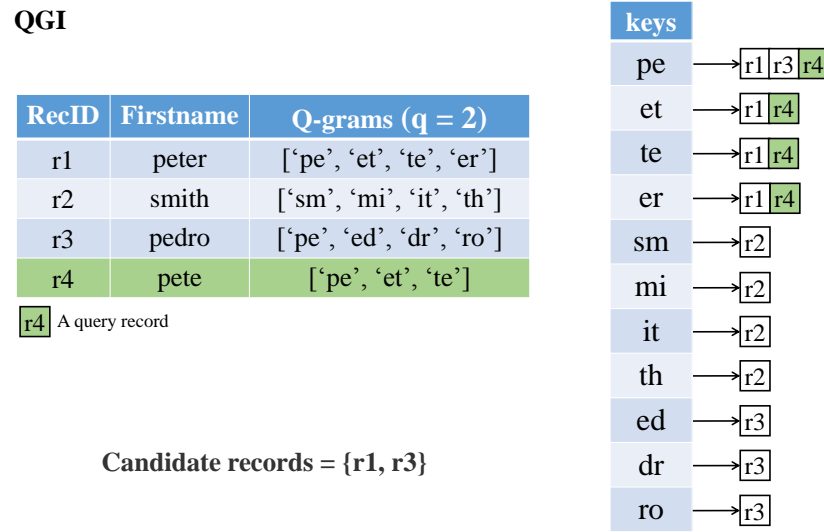 QGI
RecID Firstname Q-grams (q = 2)
r1 peter [‘pe’, ‘et’, ‘te’, ‘er’]
r2 smith [‘sm’, ‘mi’, ‘it’, ‘th’]
r3 pedro [‘pe’, ‘ed’, ‘dr’, ‘ro’]
r4 pete [‘pe’, ‘et’, ‘te’]
r4 A query record
Candidate records = {r1, r3}
keys
pe r1 r3 r4
et r1 r4
te r1 r4
er r1 r4
sm r2
mi r2
it r2
th r2
ed r3
dr r3
ro r3